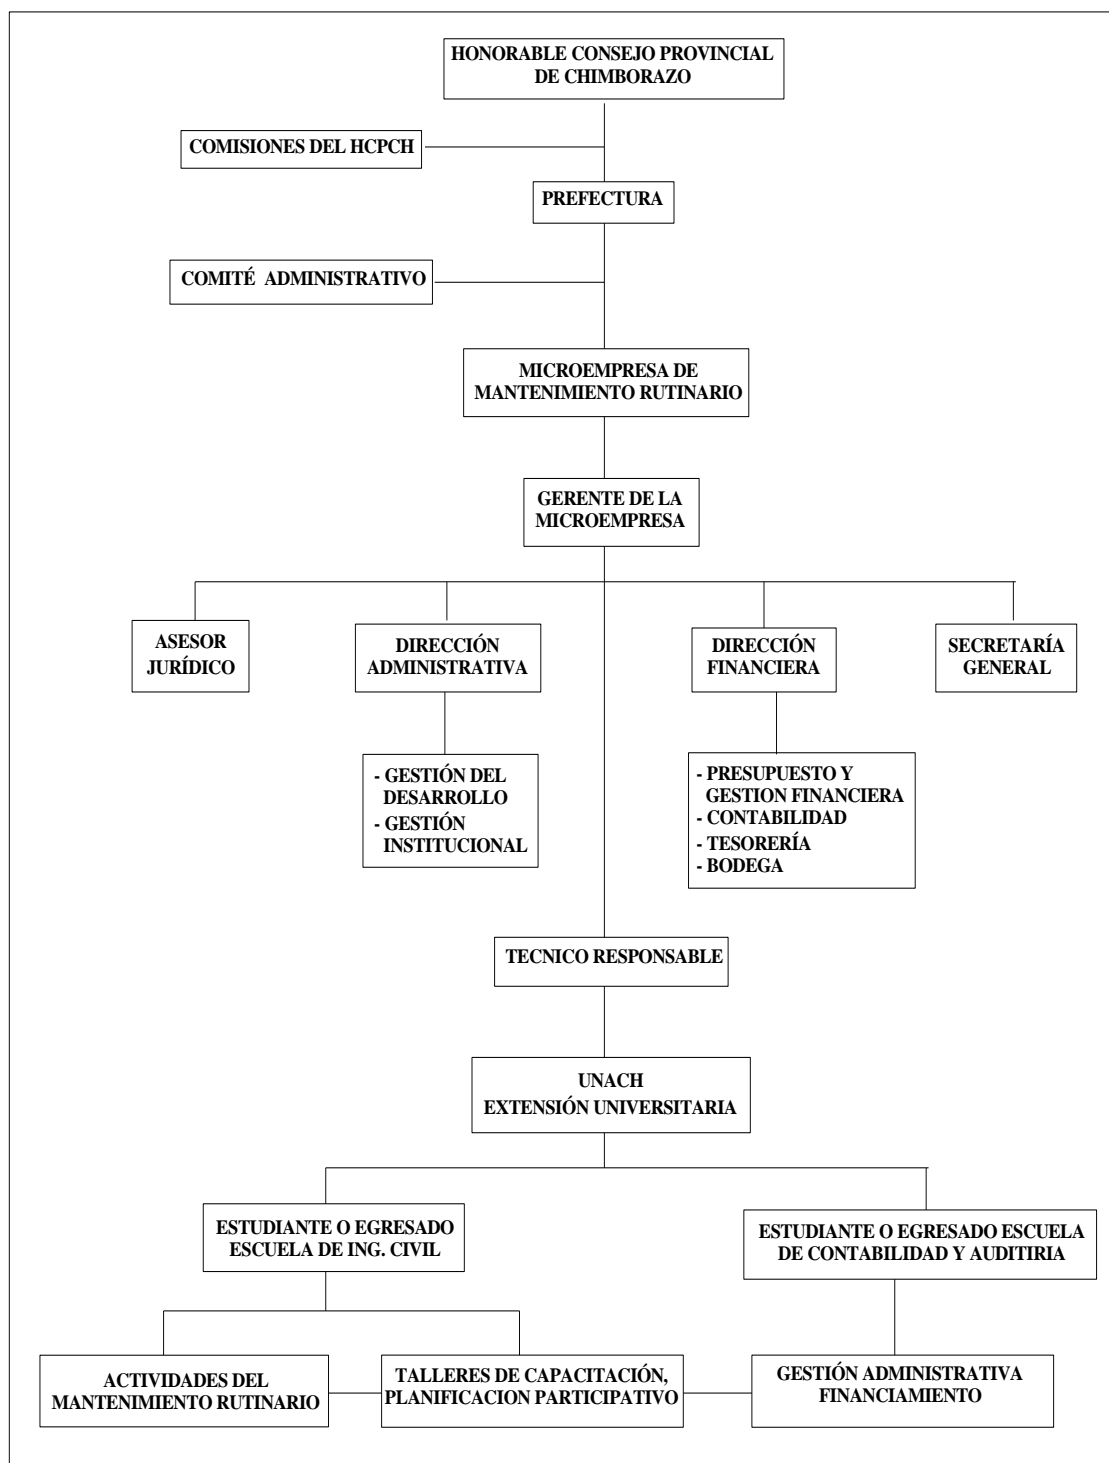 HONORABLE CONSEJO PROVINCIAL
DE CHIMBORAZO
COMISIONES DEL HCPCH
PREFECTURA
COMITÉ ADMINISTRATIVO
MICROEMPRESA DE
MANTENIMIENTO RUTINARIO
GERENTE DE LA
MICROEMPRESA
ASESOR
JURÍDICO
DIRECCIÓN
ADMINISTRATIVA
DIRECCIÓN
FINANCIERA
SECRETARÍA
GENERAL
- GESTIÓN DEL
DESARROLLO
- GESTIÓN
INSTITUCIONAL
- PRESUPUESTO Y
GESTION FINANCIERA
- CONTABILIDAD
- TESORERÍA
- BODEGA
TECNICO RESPONSABLE
UNACH
EXTENSIÓN UNIVERSITARIA
ESTUDIANTE O EGRESADO
ESCUELA DE ING. CIVIL
ESTUDIANTE O EGRESADO ESCUELA
DE CONTABILIDAD Y AUDITIRIA
ACTIVIDADES DEL
MANTENIMIENTO RUTINARIO
TALLERES DE CAPACITACIÓN,
PLANIFICACION PARTICIPATIVO
GESTIÓN ADMINISTRATIVA
FINANCIAMIENTO